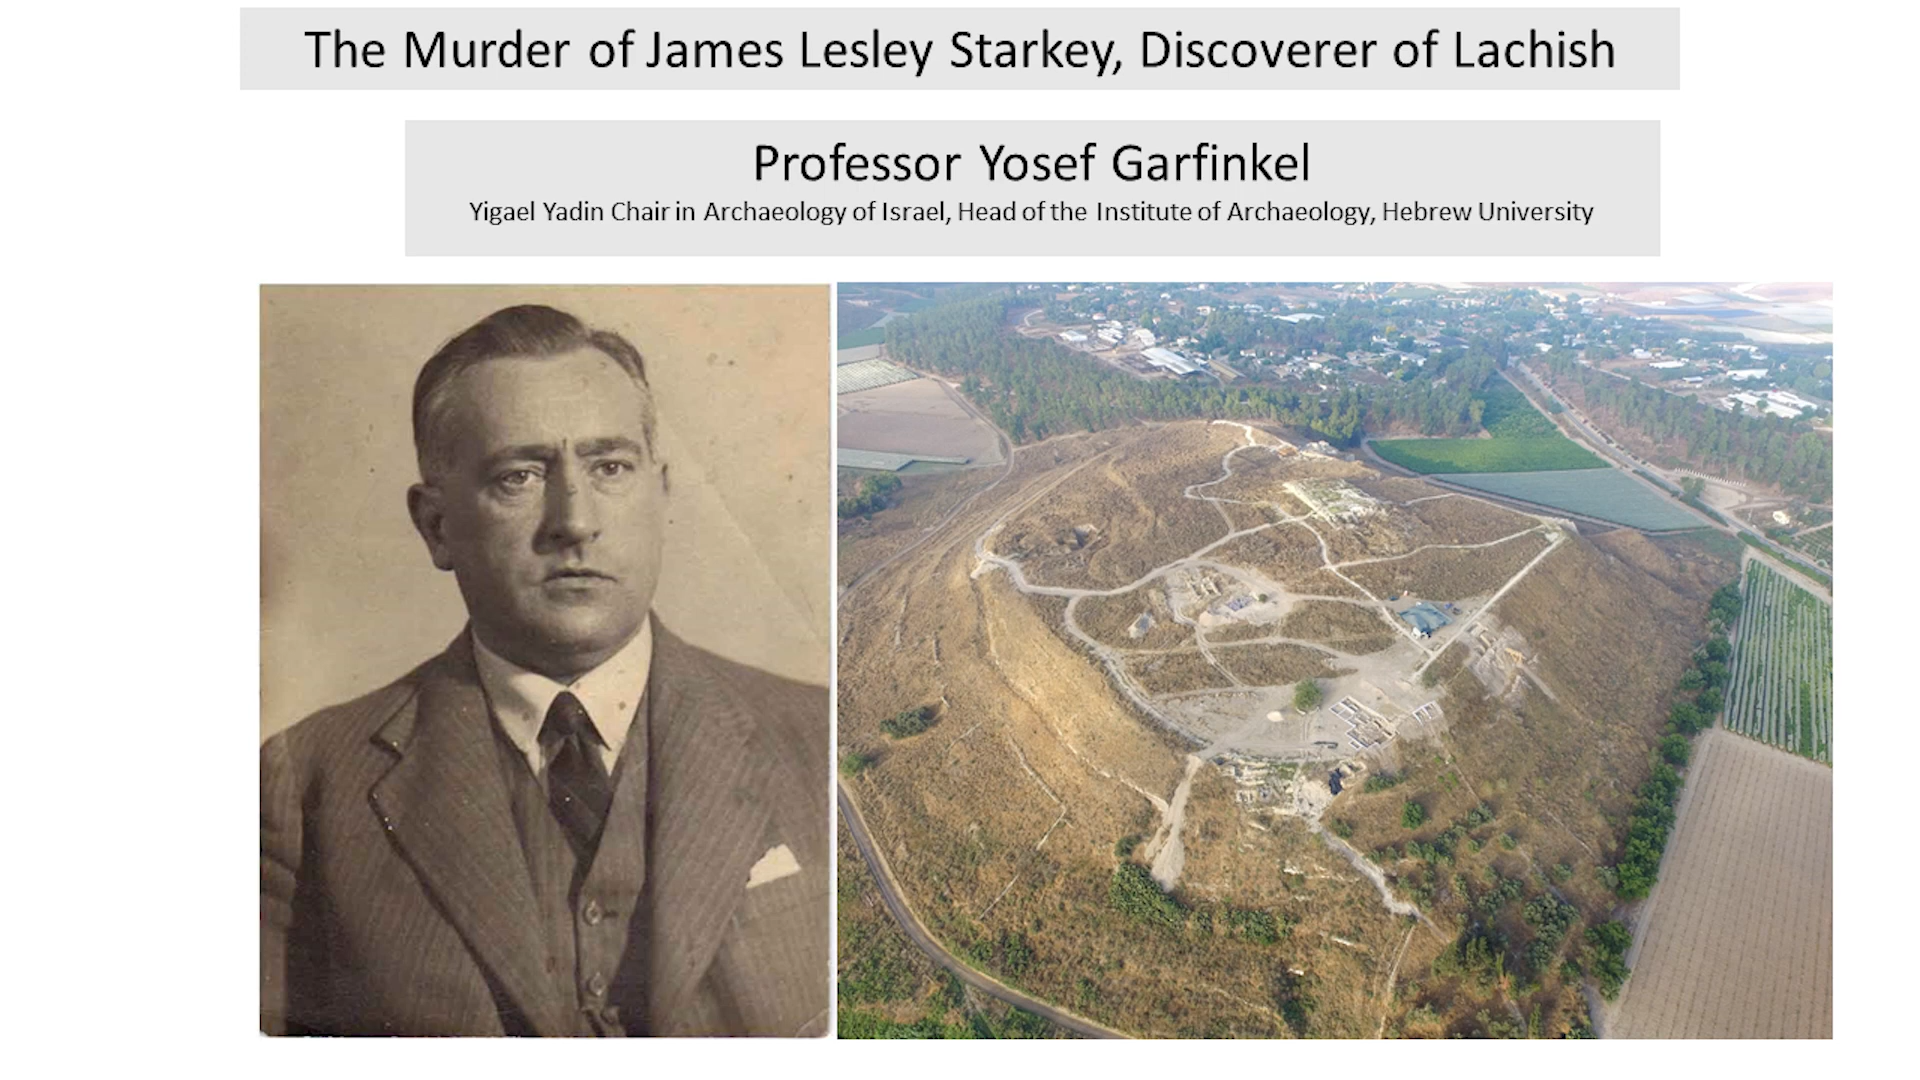 The Murder of James Lesley Starkey, Discoverer of Lachish
Professor Yosef Garfinkel
Yigael Yadin Chair in Archaeology of Israel, Head of the Institute of Archaeology, Hebrew University